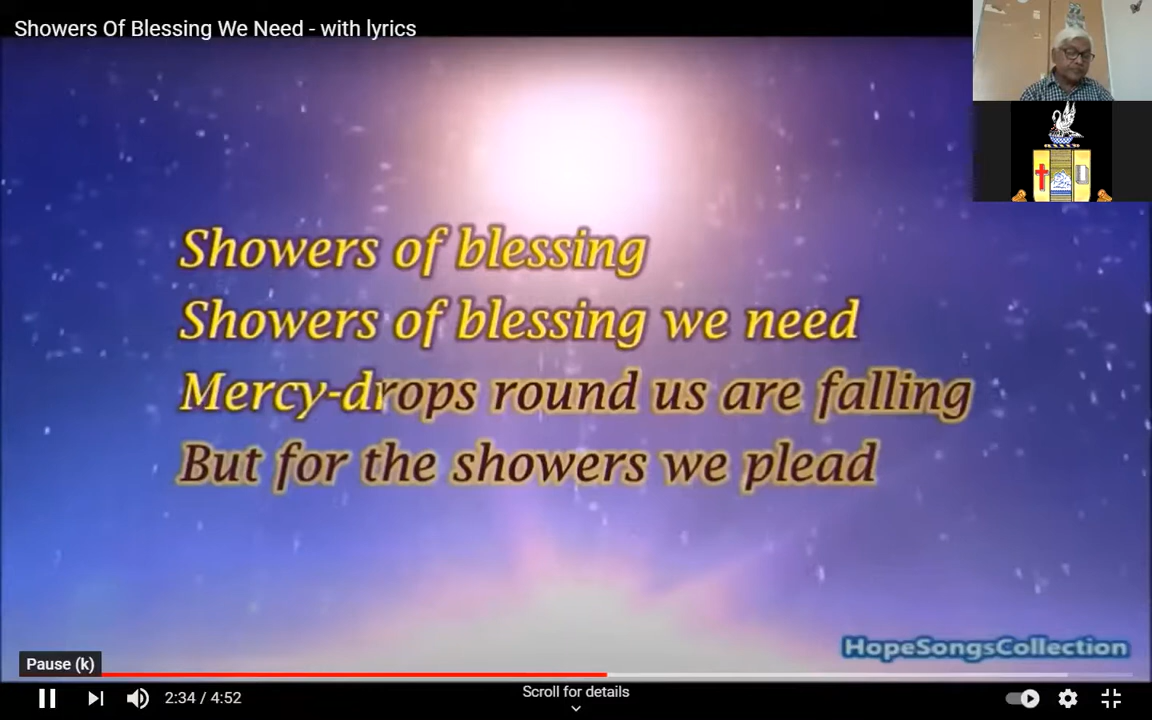 Showers Of Blessing We Need - with lyrics
Showers of blessing
Showers of blessing we need
Mercy-drops round us are falling
But for the showers we plead
HopeSongsCollection
Pause (k)
2:34 / 4:52
Scroll for details